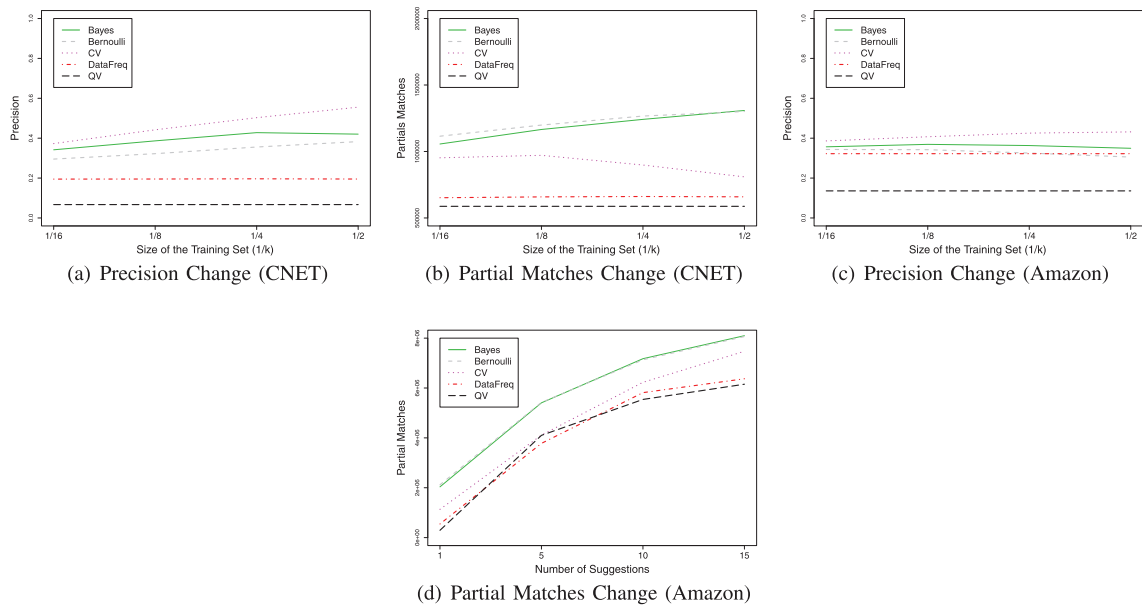 Precision
1.0
0.8
0.6
0.4
0.2
0.0
Bayes
Bernoulli
CV
DataFreq
QV
1/16 1/8 1/4 1/2
Size of the Training Set (1/k)
(a) Precision Change (CNET)
Partials Matches
2000000
1500000
1000000
500000
Bayes
Bernoulli
CV
DataFreq
QV
1/16 1/8 1/4 1/2
Size of the Training Set (1/k)
(b) Partial Matches Change (CNET)
Precision
1.0
0.8
0.6
0.4
0.2
0.0
Bayes
Bernoulli
CV
DataFreq
QV
1/16 1/8 1/4 1/2
Size of the Training Set (1/k)
(c) Precision Change (Amazon)
Partial Matches
8e+06
6e+06
4e+06
2e+06
0e+00
Bayes
Bernoulli
CV
DataFreq
QV
1 5 10 15
Number of Suggestions
(d) Partial Matches Change (Amazon)